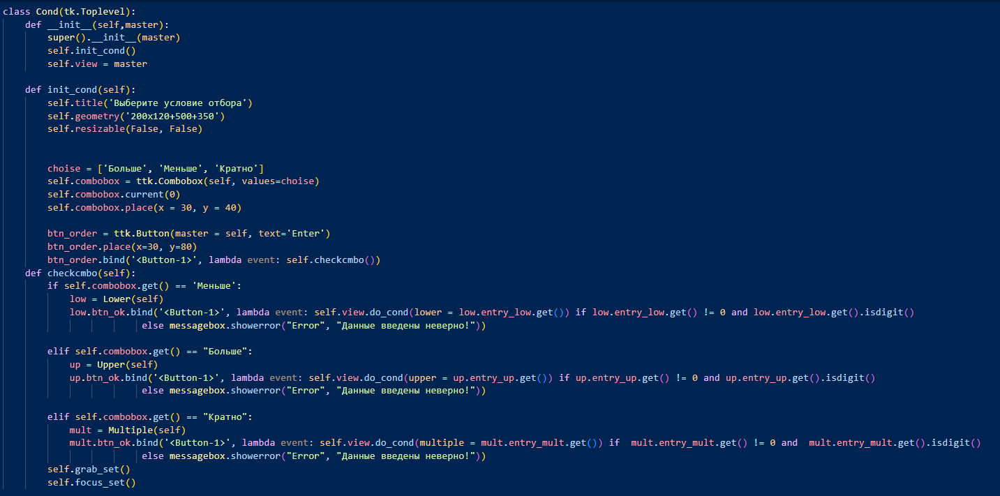 class Cond(tk.Toplevel):
    def __init__(self,master):
        super().__init__(master)
        self.init_cond()
        self.view = master

    def init_cond(self):
        self.title('Выберите условие отбора')
        self.geometry('200x120+500+350')
        self.resizable(False, False)


        choise = ['Больше', 'Меньше', 'Кратно']
        self.combobox = ttk.Combobox(self, values=choise)
        self.combobox.current(0)
        self.combobox.place(x = 30, y = 40)

        btn_order = ttk.Button(master = self, text='Enter')
        btn_order.place(x=30, y=80)
        btn_order.bind('<Button-1>', lambda event: self.checkcmbo())
    def checkcmbo(self):
        if self.combobox.get() == 'Меньше':
            low = Lower(self)
            low.btn_ok.bind('<Button-1>', lambda event: self.view.do_cond(lower = low.entry_low.get()) if low.entry_low.get() != 0 and low.entry_low.get().isdigit()
                         else messagebox.showerror("Error", "Данные введены неверно!"))

        elif self.combobox.get() == "Больше":
            up = Upper(self)
            up.btn_ok.bind('<Button-1>', lambda event: self.view.do_cond(upper = up.entry_up.get()) if up.entry_up.get() != 0 and up.entry_up.get().isdigit()
                         else messagebox.showerror("Error", "Данные введены неверно!"))

        elif self.combobox.get() == "Кратно":
            mult = Multiple(self)
            mult.btn_ok.bind('<Button-1>', lambda event: self.view.do_cond(multiple = mult.entry_mult.get()) if  mult.entry_mult.get() != 0 and  mult.entry_mult.get().isdigit()
                         else messagebox.showerror("Error", "Данные введены неверно!"))
        self.grab_set()
        self.focus_set()